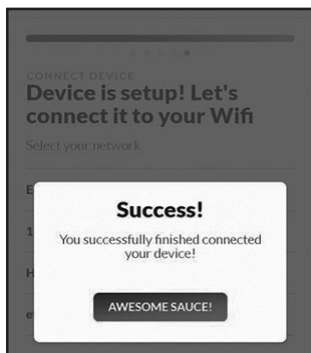 CONNECT DEVICE
Device is setup! Let's
connect it to your Wifi
Select your network
E
Success!
1
You successfully finished connected
your device!
H
AWESOME SAUCE!
e